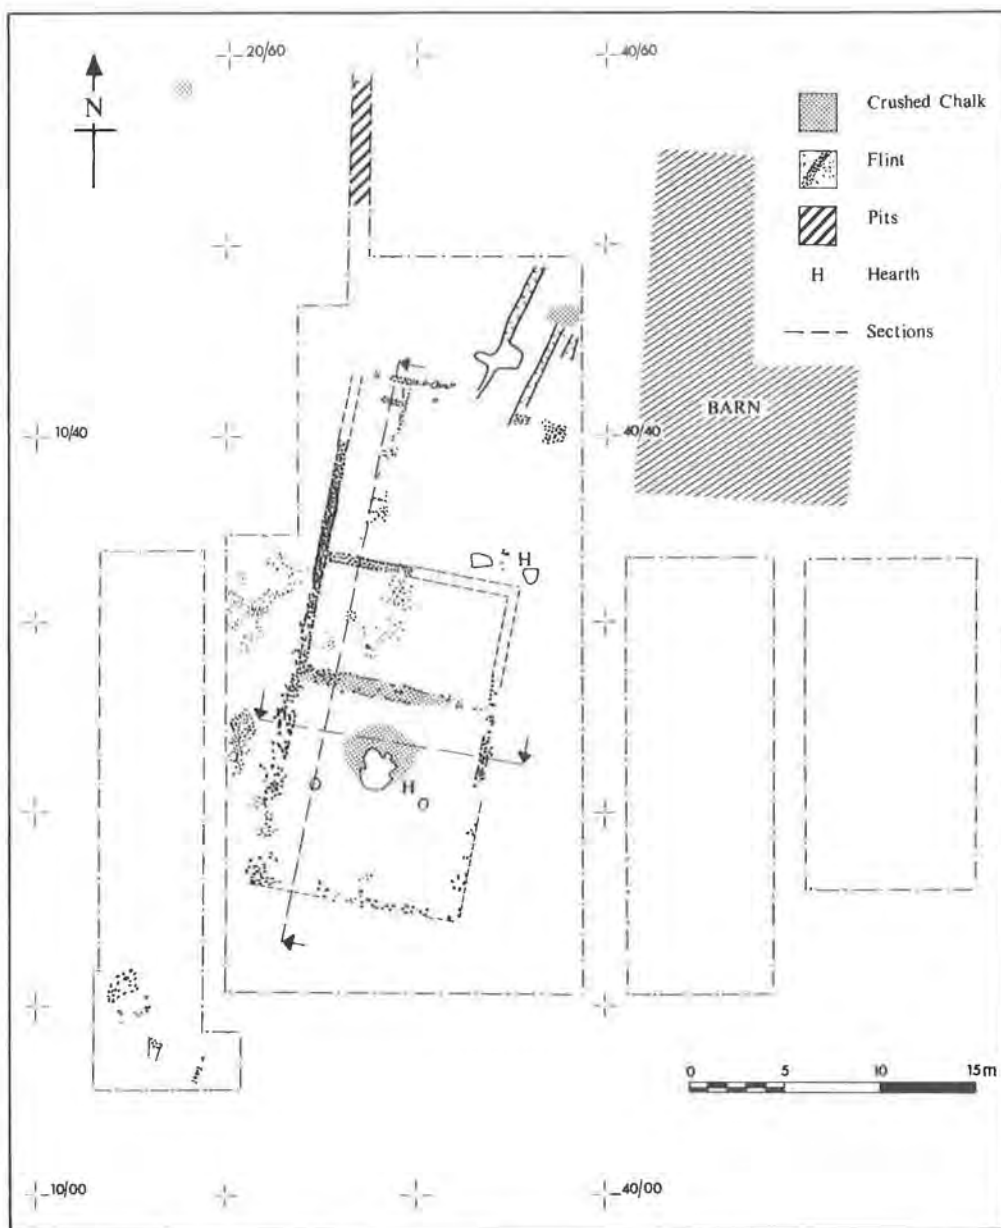 20/60
40/60
N
Crushed Chalk
Flint
Pits
H Hearth
Sections
10/40
40/40
BARN
H
H
0 5 10 15m
10/00
40/00